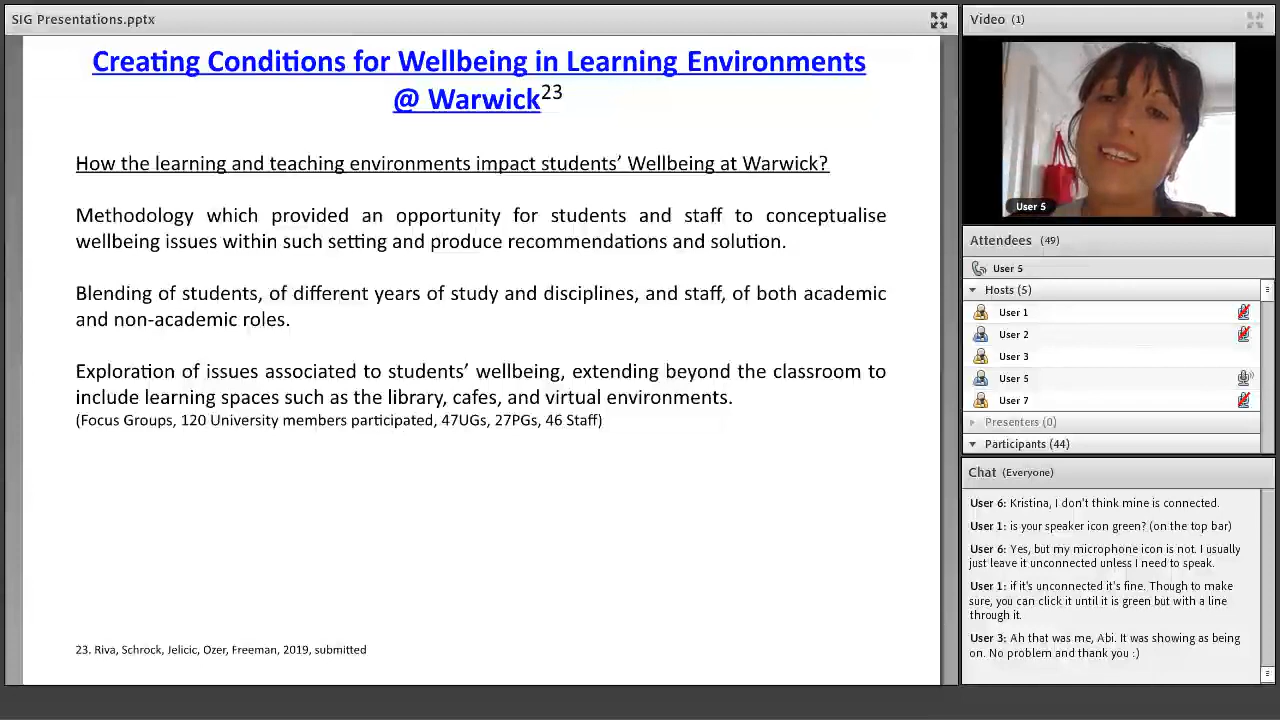 SIG Presentations.pptx
Creating Conditions for Wellbeing in Learning Environments
@ Warwick23
How the learning and teaching environments impact students' Wellbeing at Warwick?
Methodology which provided an opportunity for students and staff to conceptualise
wellbeing issues within such setting and produce recommendations and solution.
Blending of students, of different years of study and disciplines, and staff, of both academic
and non-academic roles.
Exploration of issues associated to students' wellbeing, extending beyond the classroom to
include learning spaces such as the library, cafes, and virtual environments.
(Focus Groups, 120 University members participated, 47UGs, 27PGs, 46 Staff)
23. Riva, Schrock, Jelicic, Ozer, Freeman, 2019, submitted
Video (1)
User 5
Attendees (49)
User 5
Hosts (5)
User 1
User 2
User 3
User 5
User 7
Presenters (0)
Participants (44)
Chat (Everyone)
User 6: Kristina, I don't think mine is connected.
User 1: is your speaker icon green? (on the top bar)
User 6: Yes, but my microphone icon is not. I usually
just leave it unconnected unless I need to speak.
User 1: if it's unconnected it's fine. Though to make
sure, you can click it until it is green but with a line
through it.
User 3: Ah that was me, Abi. It was showing as being
on. No problem and thank you :)